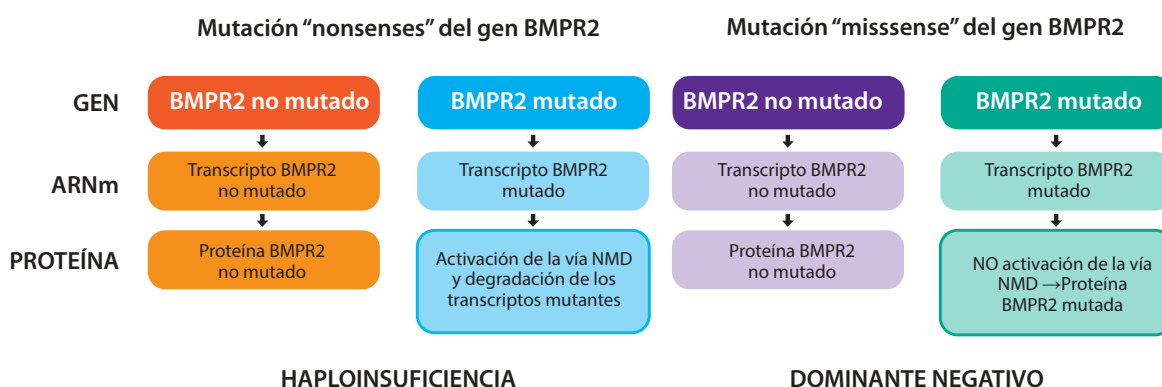 Mutación “nonsenses” del gen BMPR2
Mutación “misssense” del gen BMPR2
GEN
BMPR2 no mutado
BMPR2 mutado
BMPR2 no mutado
BMPR2 mutado
ARNm
Transcripto BMPR2
no mutado
Transcripto BMPR2
mutado
Transcripto BMPR2
no mutado
Transcripto BMPR2
mutado
PROTEÍNA
Proteína BMPR2
no mutado
Activación de la vía NMD
y degradación de los
transcriptos mutantes
Proteína BMPR2
no mutado
NO activación de la vía
NMD →Proteína
BMPR2 mutada
HAPLOINSUFICIENCIA
DOMINANTE NEGATIVO